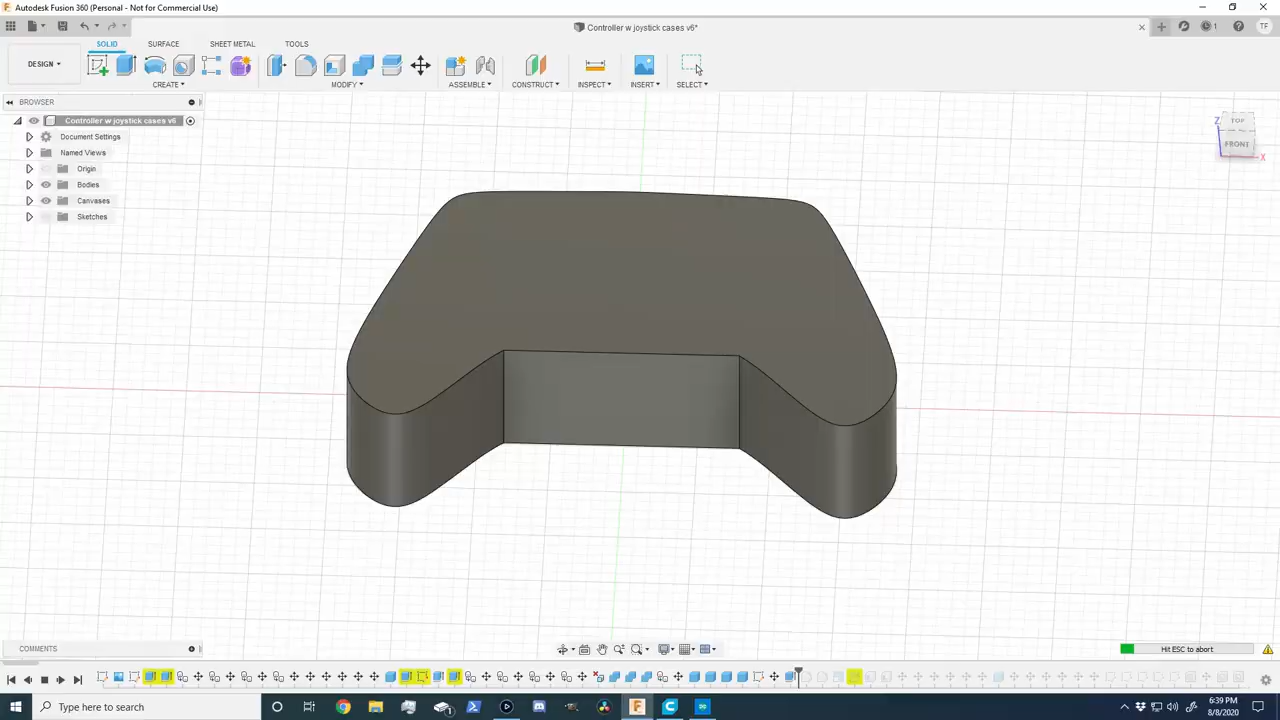 Autodesk Fusion 360 (Personal - Not for Commercial Use)
Controller w joystick cases v6*
TF
SOLID SURFACE SHEET METAL TOOLS
DESIGN
CREATE MODIFY ASSEMBLE CONSTRUCT INSPECT INSERT SELECT
BROWSER
Controller w joystick cases v6
Document Settings
Named Views
Origin
Bodies
Canvases
Sketches
Z
TOP
FRONT
X
COMMENTS
Hit ESC to abort
Type here to search
6:39 PM
8/8/2020